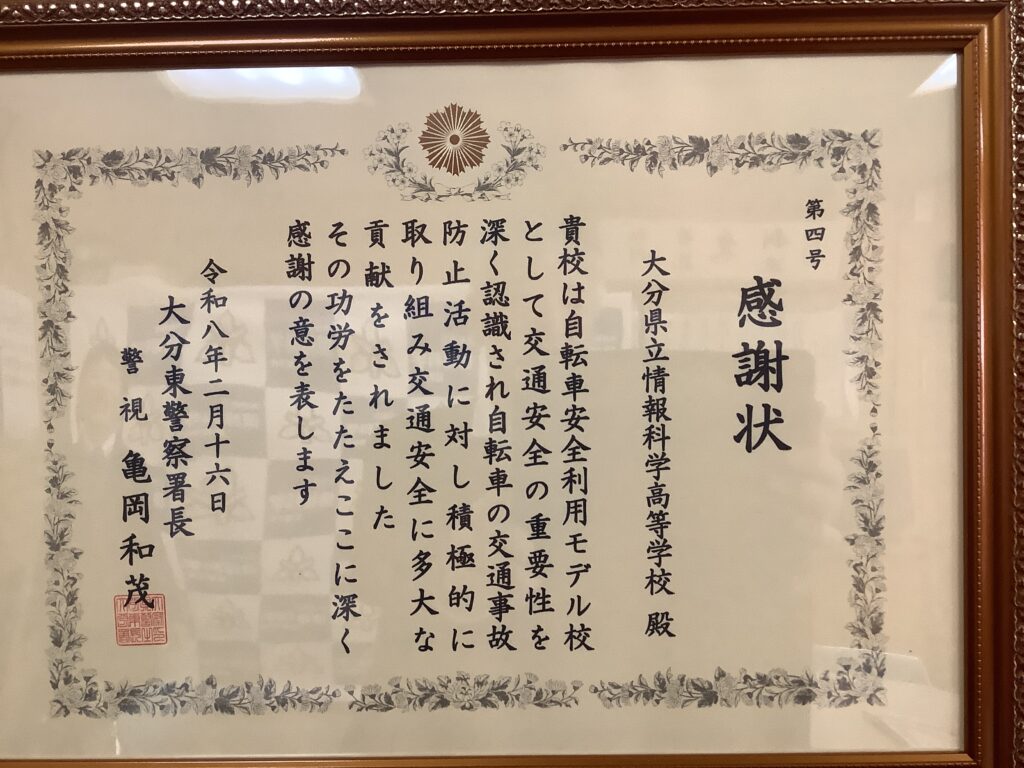 第四号
感謝状
大分県立情報科学高等学校 殿
貴校は自転車安全利用モデル校
として交通安全の重要性を
深く認識され自転車の交通事故
防止活動に対し積極的に
取り組み交通安全に多大な
貢献をされました
その功労をたたえここに深く
感謝の意を表します
令和八年二月十六日
大分東警察署長
警視 亀岡和茂